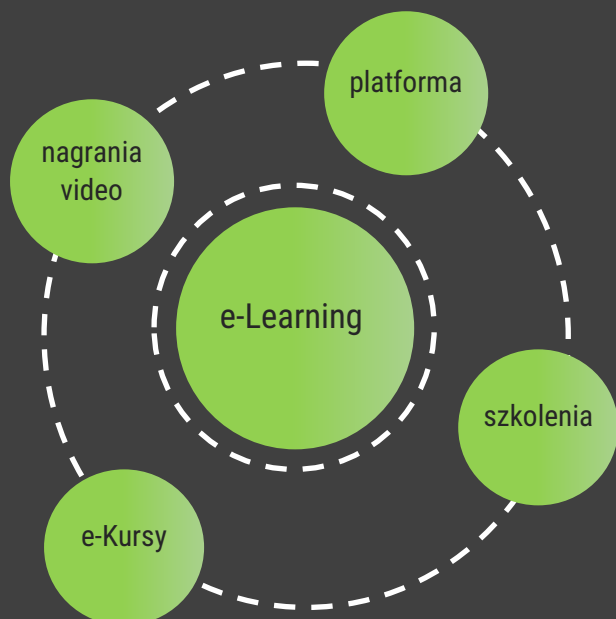 platforma
nagrania
video
e-Learning
szkolenia
e-Kursy